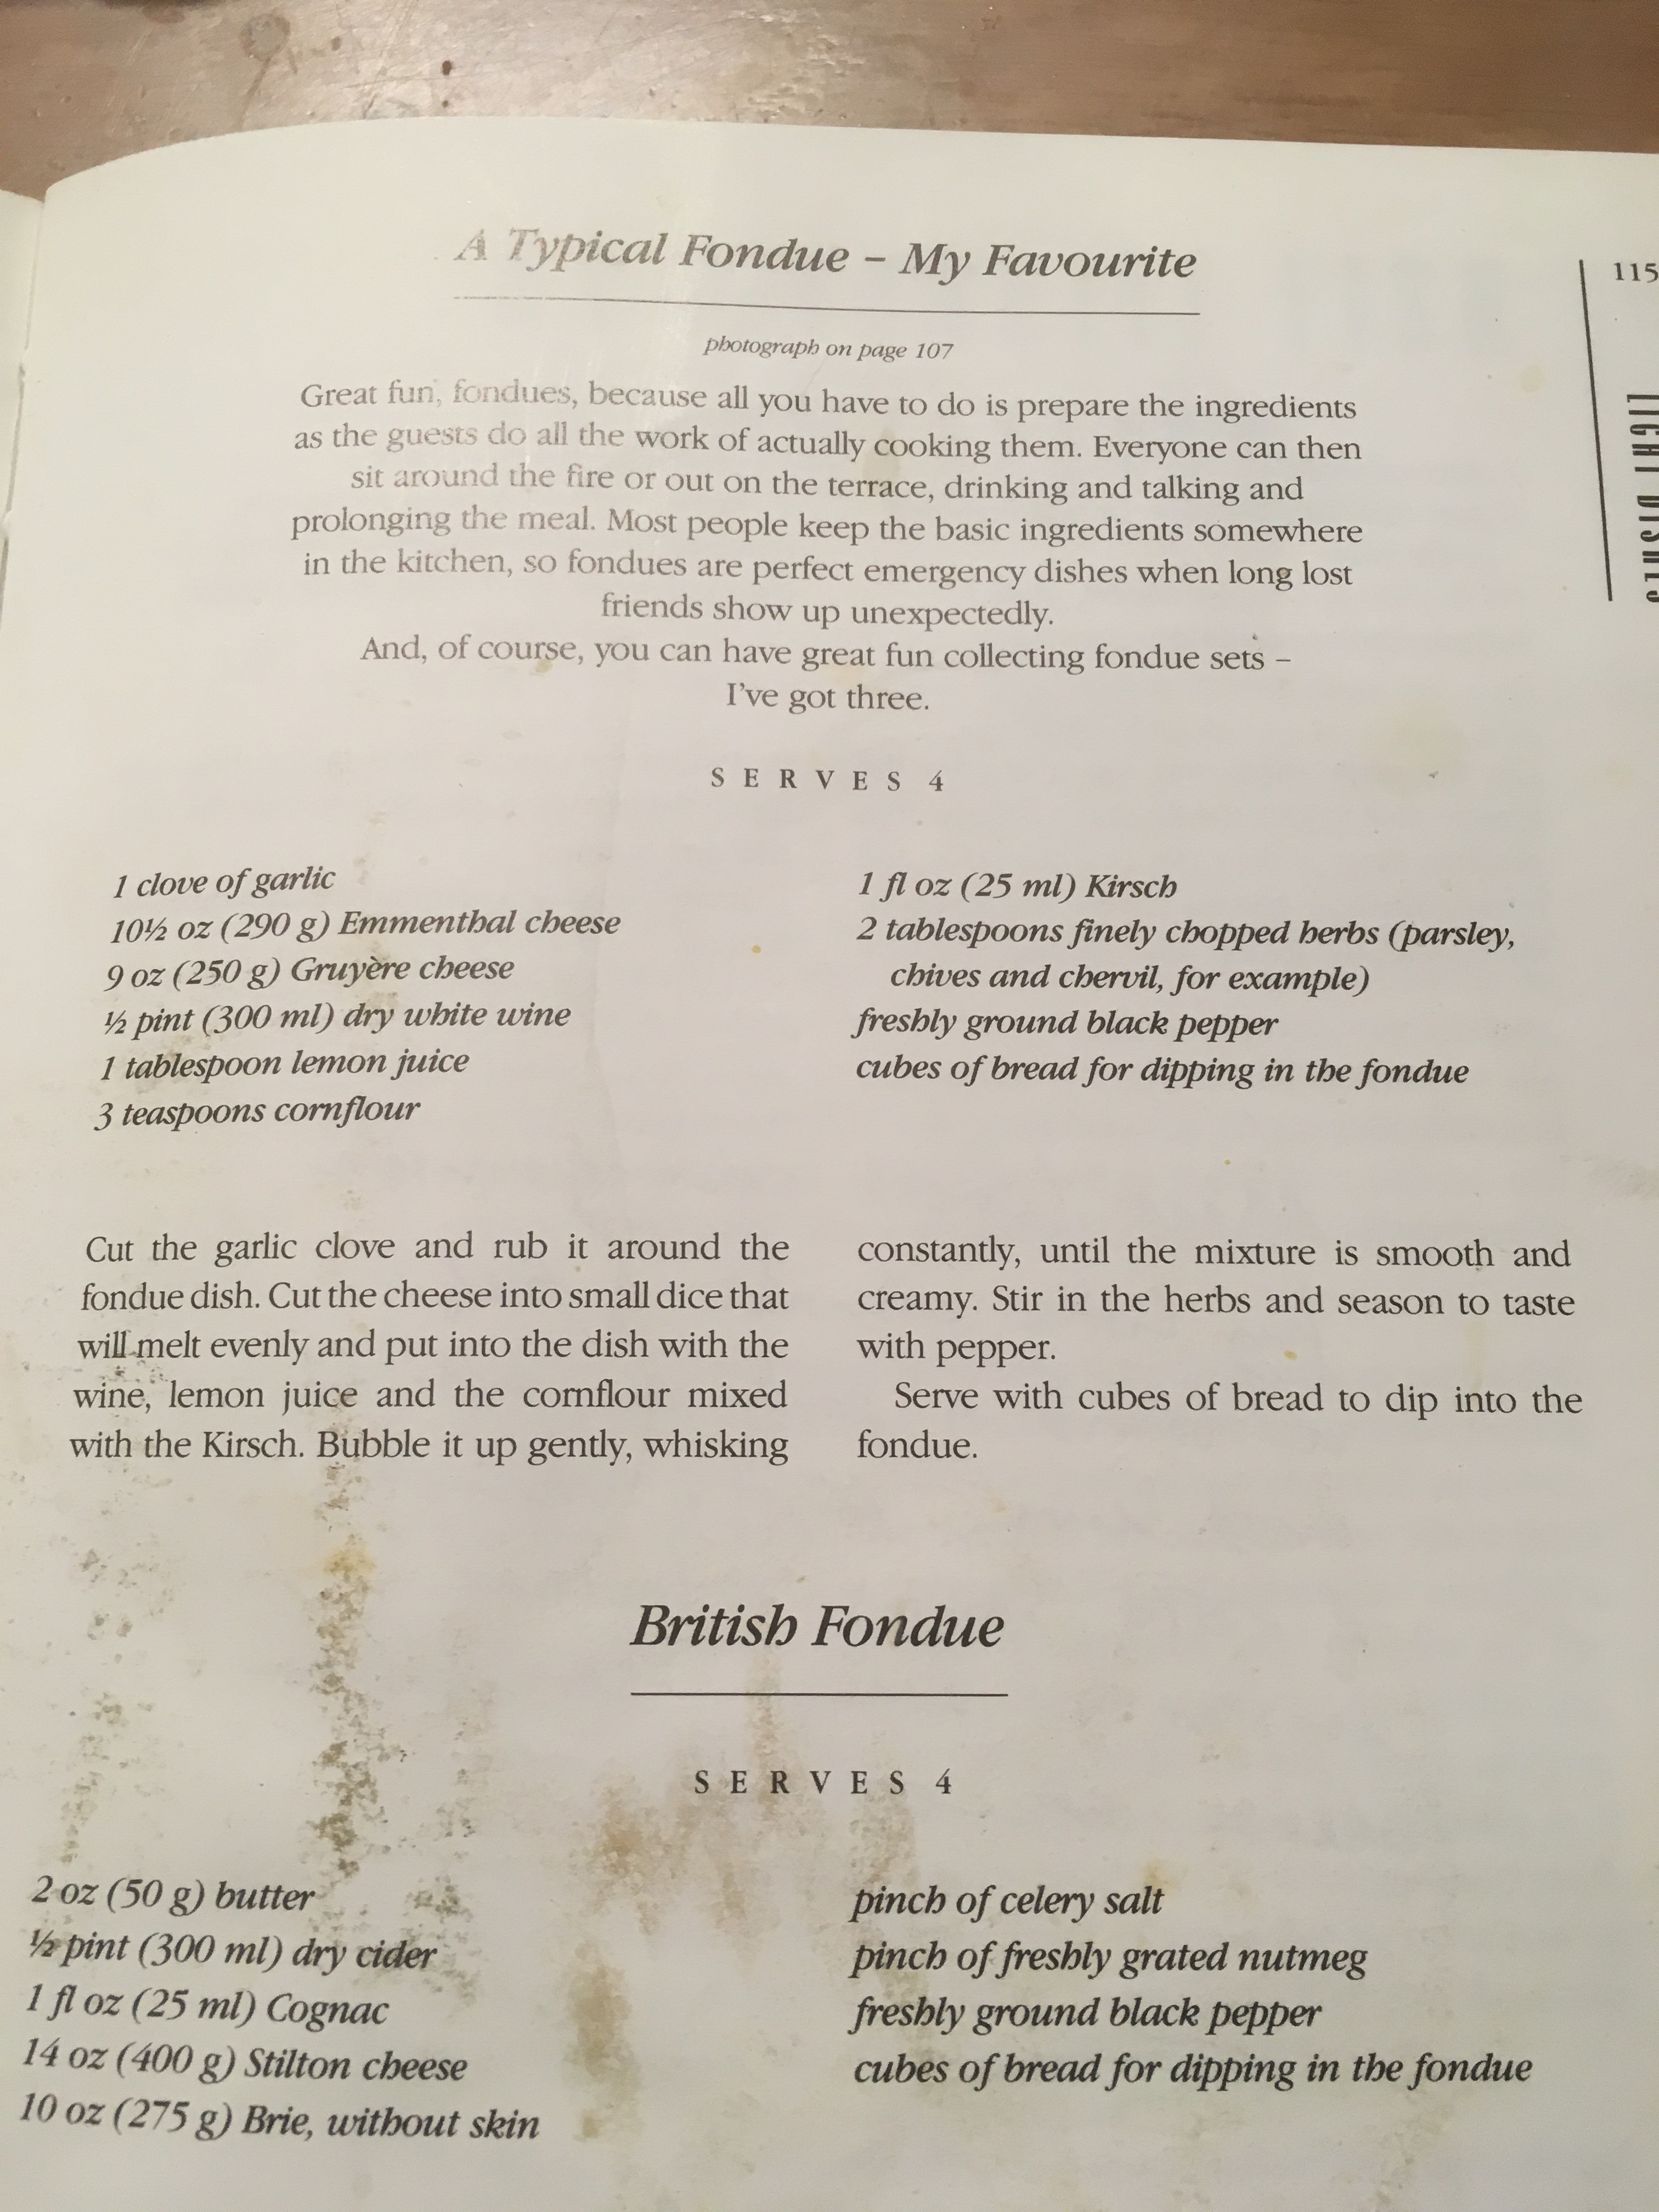 A Typical Fondue – My Favourite
115
photograph on page 107
LIGHT DISHES
Great fun, fondues, because all you have to do is prepare the ingredients
as the guests do all the work of actually cooking them. Everyone can then
sit around the fire or out on the terrace, drinking and talking and
prolonging the meal. Most people keep the basic ingredients somewhere
in the kitchen, so fondues are perfect emergency dishes when long lost
friends show up unexpectedly.
And, of course, you can have great fun collecting fondue sets –
I've got three.
SERVES 4
1 clove of garlic
10½ oz (290 g) Emmenthal cheese
9 oz (250 g) Gruyère cheese
½ pint (300 ml) dry white wine
1 tablespoon lemon juice
3 teaspoons cornflour
1 fl oz (25 ml) Kirsch
2 tablespoons finely chopped herbs (parsley,
chives and chervil, for example)
freshly ground black pepper
cubes of bread for dipping in the fondue
Cut the garlic clove and rub it around the
fondue dish. Cut the cheese into small dice that
will melt evenly and put into the dish with the
wine, lemon juice and the cornflour mixed
with the Kirsch. Bubble it up gently, whisking
constantly, until the mixture is smooth and
creamy. Stir in the herbs and season to taste
with pepper.
Serve with cubes of bread to dip into the
fondue.
British Fondue
SERVES 4
2 oz (50 g) butter
½ pint (300 ml) dry cider
1 fl oz (25 ml) Cognac
14 oz (400 g) Stilton cheese
10 oz (275 g) Brie, without skin
pinch of celery salt
pinch of freshly grated nutmeg
freshly ground black pepper
cubes of bread for dipping in the fondue